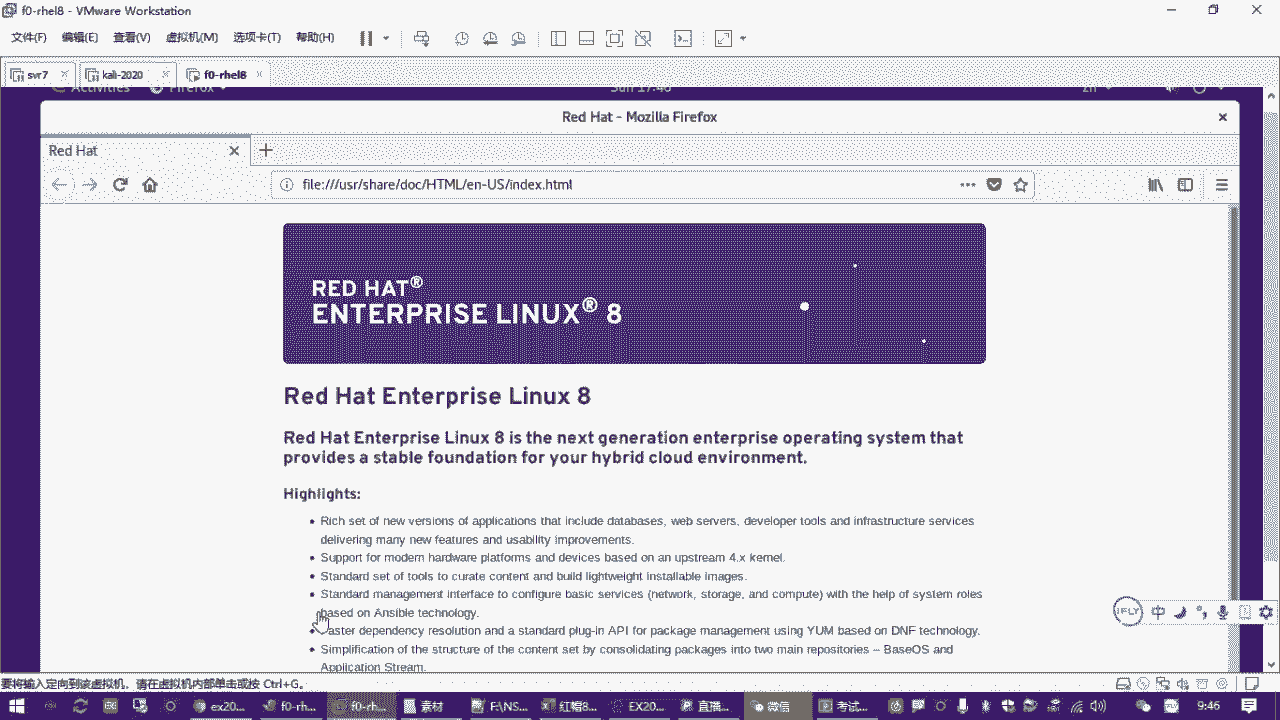 f0-rhel8 - VMware Workstation
文件(F) 编辑(E) 查看(V) 虚拟机(M) 选项卡(T) 帮助(H)
svr7 kali-2020 f0-rhel8
Activities Firefox Sun 17:46 zh
Red Hat - Mozilla Firefox
Red Hat
file:///usr/share/doc/HTML/en-US/index.html
RED HAT®
ENTERPRISE LINUX® 8
Red Hat Enterprise Linux 8
Red Hat Enterprise Linux 8 is the next generation enterprise operating system that
provides a stable foundation for your hybrid cloud environment.
Highlights:
• Rich set of new versions of applications that include databases, web servers, developer tools and infrastructure services
delivering many new features and usability improvements.
• Support for modern hardware platforms and devices based on an upstream 4.x kernel.
• Standard set of tools to curate content and build lightweight installable images.
• Standard management interface to configure basic services (network, storage, and compute) with the help of system roles
based on Ansible technology.
• Faster dependency resolution and a standard plug-in API for package management using YUM based on DNF technology.
• Simplification of the structure of the content set by consolidating packages into two main repositories – BaseOS and
Application Stream.
iFLY 中
要将输入定向到该虚拟机，请在虚拟机内部单击或按 Ctrl+G。
ex20... f0-rh... f0-rh... 素材 F:\NS... 红帽8... EX20... 直播... 微信 考试... 9:46